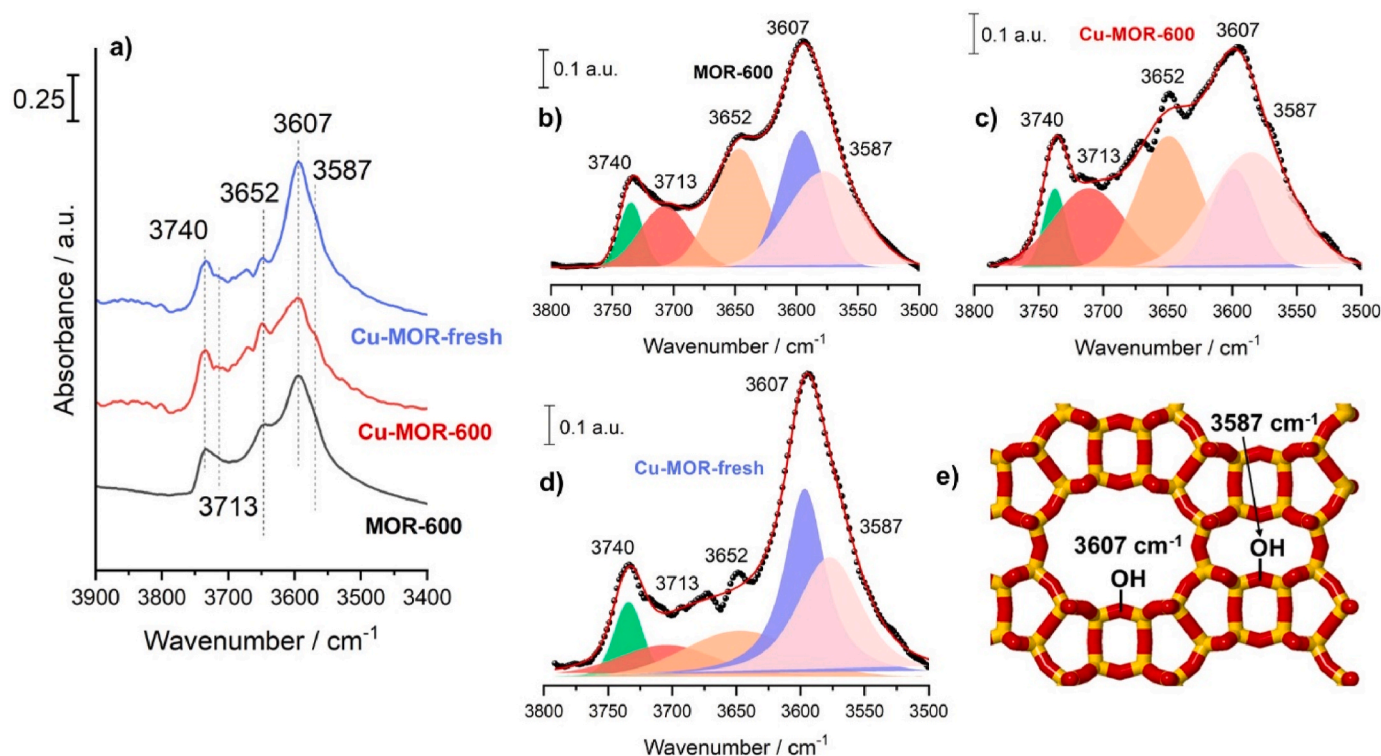 a)
0.25
Absorbance / a.u.
3607
3587
3652
3740
Cu-MOR-fresh
Cu-MOR-600
3713
MOR-600
3900 3800 3700 3600 3500 3400
Wavenumber / cm⁻¹
b)
0.1 a.u.
MOR-600
3607
3652
3587
3740
3713
3800 3750 3700 3650 3600 3550 3500
Wavenumber / cm⁻¹
c)
0.1 a.u.
Cu-MOR-600
3607
3652
3740
3587
3713
3800 3750 3700 3650 3600 3550 3500
Wavenumber / cm⁻¹
d)
0.1 a.u.
3607
Cu-MOR-fresh
3587
3740
3652
3713
3800 3750 3700 3650 3600 3550 3500
Wavenumber / cm⁻¹
e)
3587 cm⁻¹
OH
3607 cm⁻¹
OH